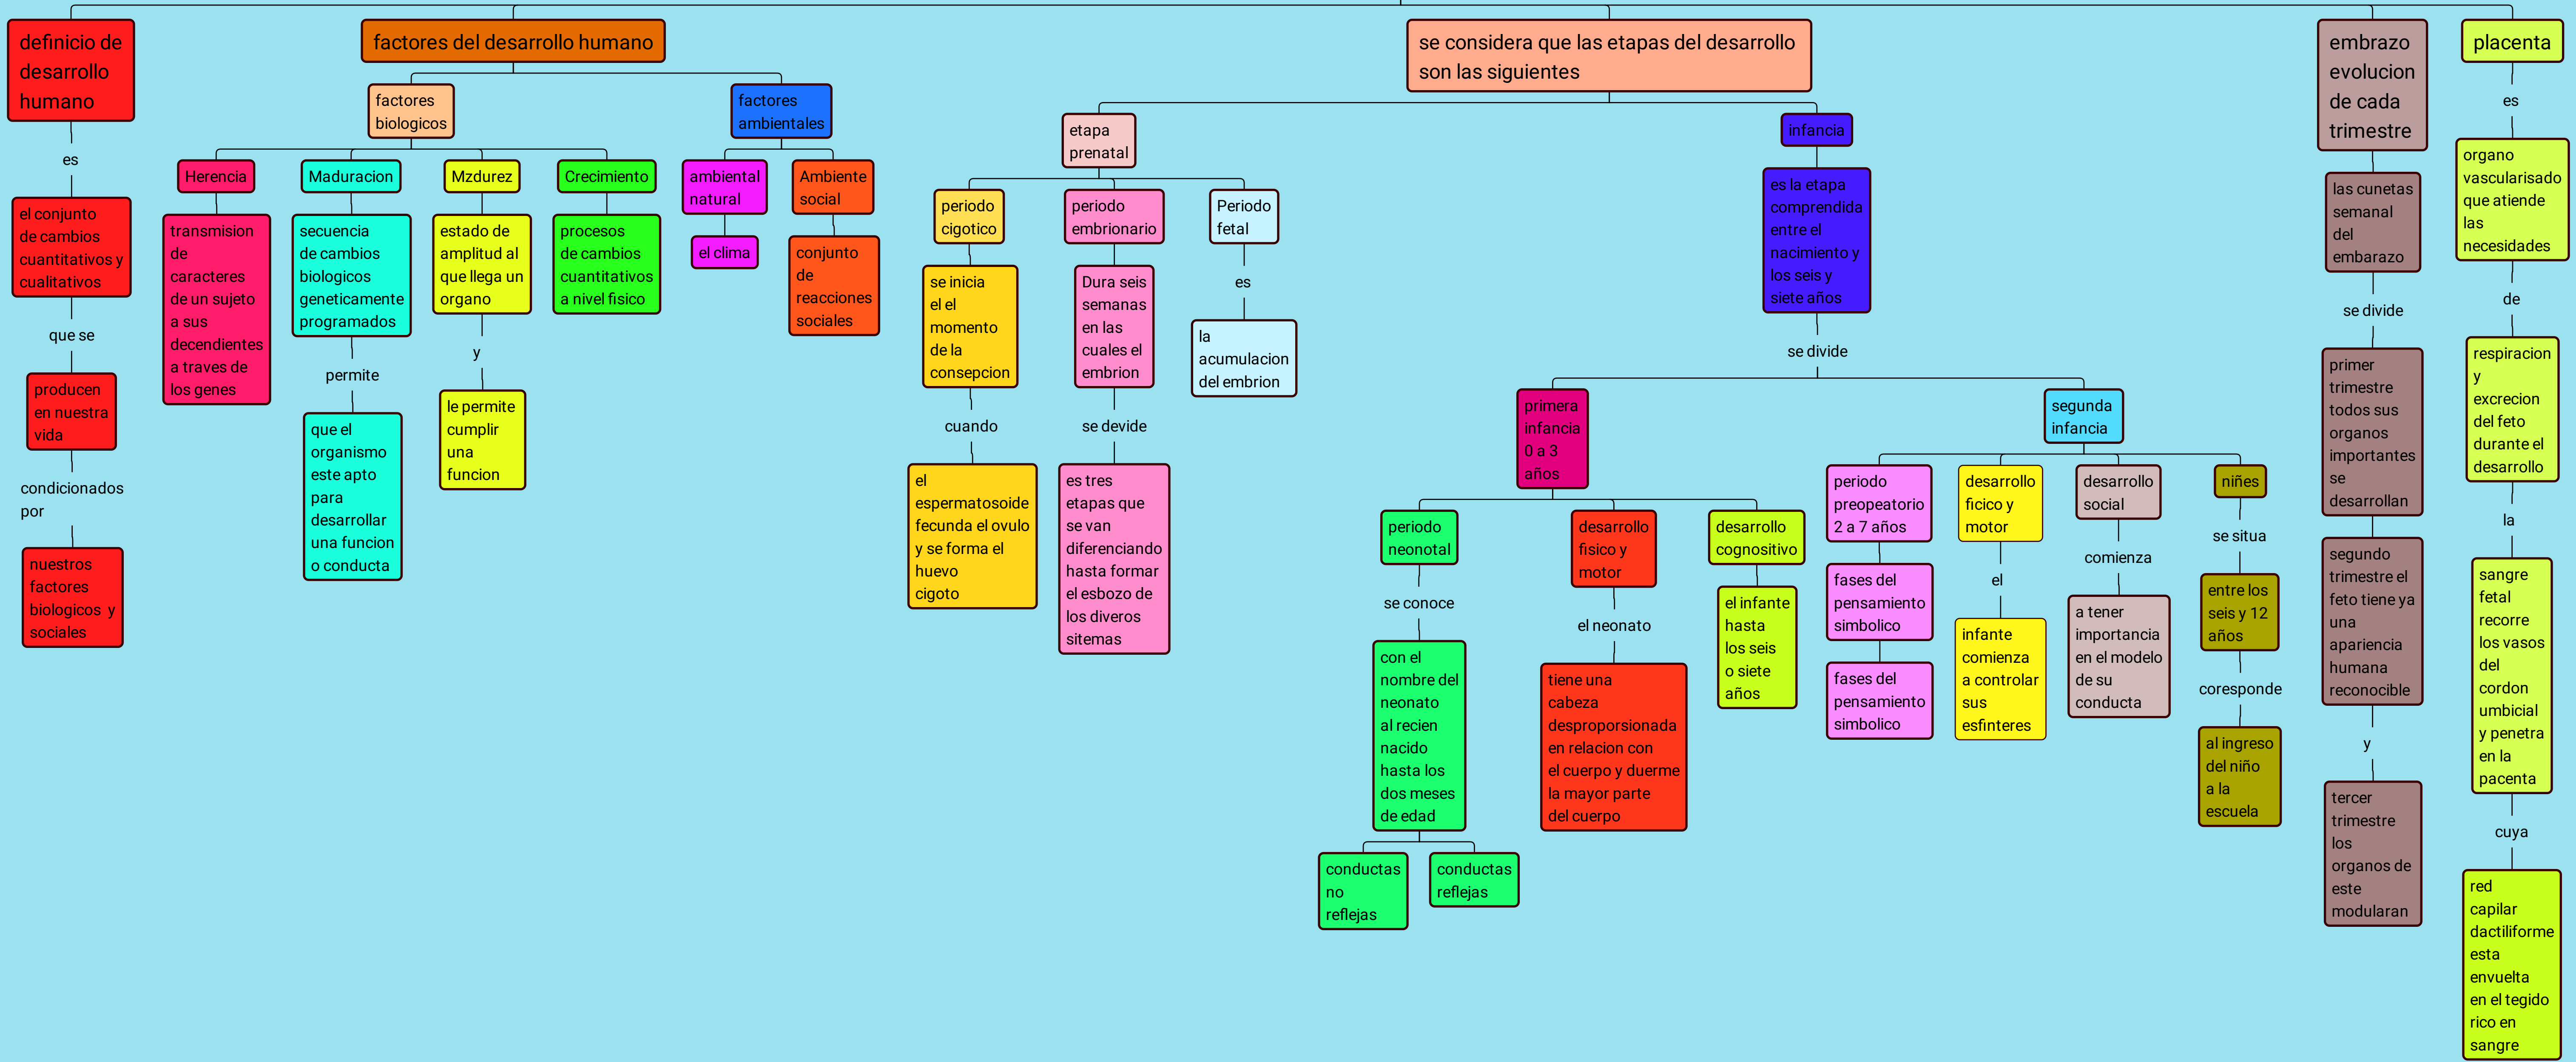 definicio de
desarrollo
humano
es
el conjunto
de cambios
cuantitativos y
cualitativos
que se
producen
en nuestra
vida
condicionados
por
nuestros
factores
biologicos y
sociales
factores del desarrollo humano
factores
biologicos
Herencia
transmision
de
caracteres
de un sujeto
a sus
decendientes
a traves de
los genes
Maduracion
secuencia
de cambios
biologicos
geneticamente
programados
permite
que el
organismo
este apto
para
desarrollar
una funcion
o conducta
Mzdurez
estado de
amplitud al
que llega un
organo
y
le permite
cumplir
una
funcion
Crecimiento
procesos
de cambios
cuantitativos
a nivel fisico
factores
ambientales
ambiental
natural
el clima
Ambiente
social
conjunto
de
reacciones
sociales
se considera que las etapas del desarrollo
son las siguientes
etapa
prenatal
periodo
cigotico
se inicia
el el
momento
de la
consepcion
cuando
el
espermatosoide
fecunda el ovulo
y se forma el
huevo
cigoto
periodo
embrionario
Dura seis
semanas
en las
cuales el
embrion
se devide
es tres
etapas que
se van
diferenciando
hasta formar
el esbozo de
los diveros
sitemas
Periodo
fetal
es
la
acumulacion
del embrion
infancia
es la etapa
comprendida
entre el
nacimiento y
los seis y
siete años
se divide
primera
infancia
0 a 3
años
periodo
neonotal
se conoce
con el
nombre del
neonato
al recien
nacido
hasta los
dos meses
de edad
conductas
no
reflejas
conductas
reflejas
desarrollo
fisico y
motor
el neonato
tiene una
cabeza
desproporsionada
en relacion con
el cuerpo y duerme
la mayor parte
del cuerpo
desarrollo
cognositivo
el infante
hasta
los seis
o siete
años
segunda
infancia
periodo
preopeatorio
2 a 7 años
fases del
pensamiento
simbolico
fases del
pensamiento
simbolico
desarrollo
ficico y
motor
el
infante
comienza
a controlar
sus
esfinteres
desarrollo
social
comienza
a tener
importancia
en el modelo
de su
conducta
niñes
se situa
entre los
seis y 12
años
coresponde
al ingreso
del niño
a la
escuela
embrazo
evolucion
de cada
trimestre
las cunetas
semanal
del
embarazo
se divide
primer
trimestre
todos sus
organos
importantes
se
desarrollan
segundo
trimestre el
feto tiene ya
una
apariencia
humana
reconocible
y
tercer
trimestre
los
organos de
este
modularan
placenta
es
organo
vascularisado
que atiende
las
necesidades
de
respiracion
y
excrecion
del feto
durante el
desarrollo
la
sangre
fetal
recorre
los vasos
del
cordon
umbicial
y penetra
en la
pacenta
cuya
red
capilar
dactiliforme
esta
envuelta
en el tegido
rico en
sangre